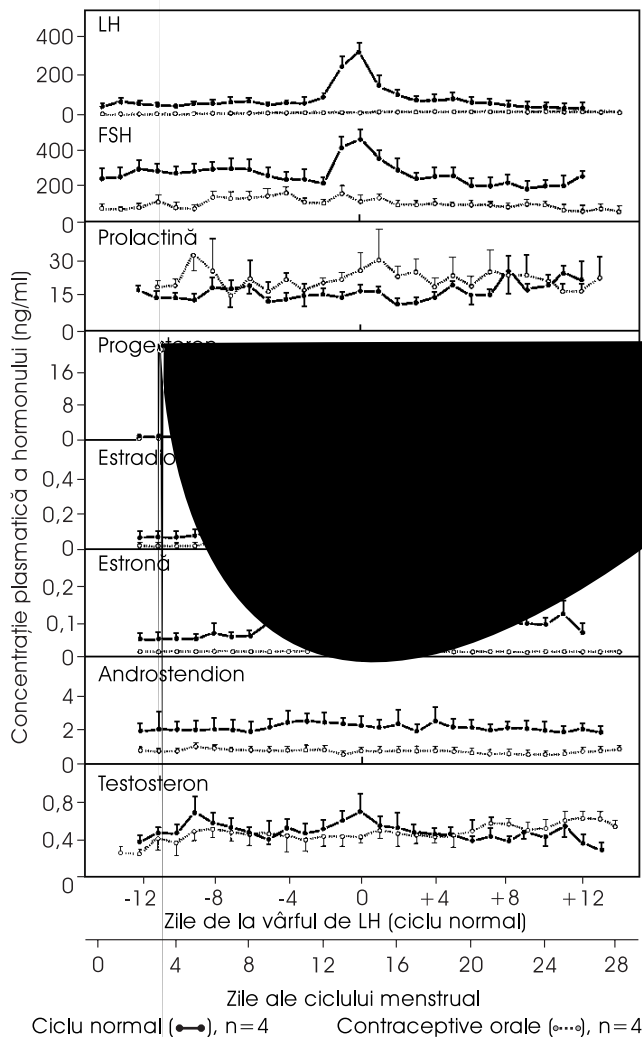 LH
400
200
0
FSH
400
200
0
Prolactină
30
15
0
Progesteron
16
8
0
0,4
0,2
0
Estronă
0,2
0,1
0
Androstendion
4
2
0
Testosteron
0,8
0,4
0
Concentrație plasmatică a hormonului (ng/ml)
-12 -8 -4 0 +4 +8 +12
Zile de la vârful de LH (ciclu normal)
0 4 8 12 16 20 24 28
Zile ale ciclului menstrual
Ciclu normal (), n=4 Contraceptive orale (), n=4